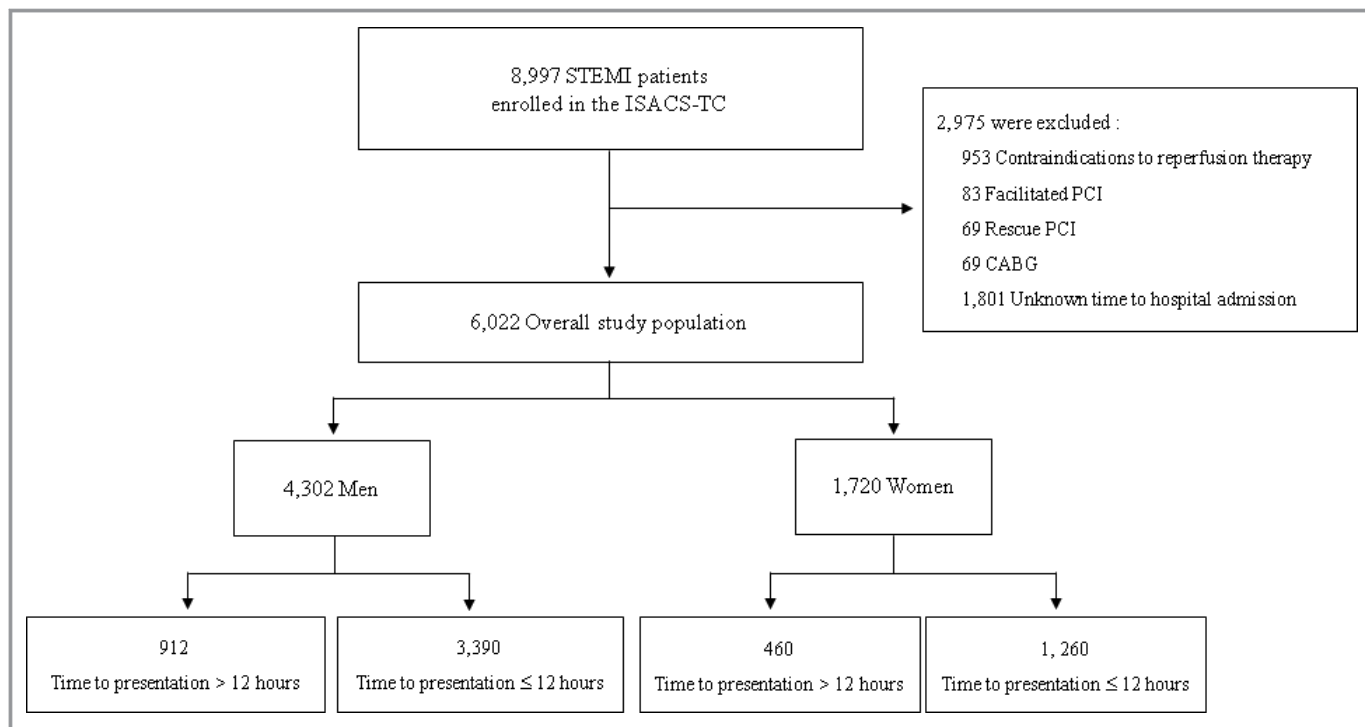 8,997 STEMI patients
enrolled in the ISACS-TC
2,975 were excluded :
953 Contraindications to reperfusion therapy
83 Facilitated PCI
69 Rescue PCI
69 CABG
1,801 Unknown time to hospital admission
6,022 Overall study population
4,302 Men
1,720 Women
912
Time to presentation > 12 hours
3,390
Time to presentation ≤ 12 hours
460
Time to presentation > 12 hours
1, 260
Time to presentation ≤ 12 hours